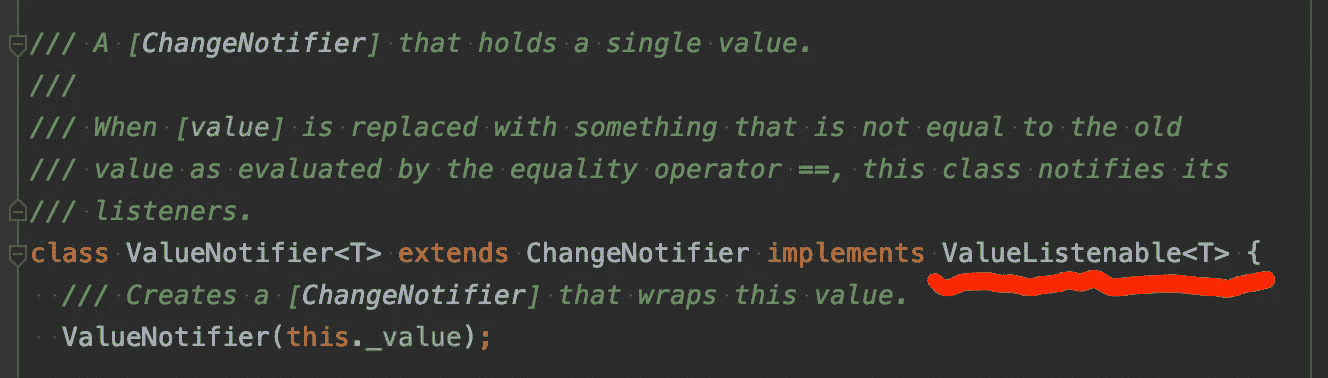 /// A [ChangeNotifier] that holds a single value.
///
/// When [value] is replaced with something that is not equal to the old
/// value as evaluated by the equality operator ==, this class notifies its
/// listeners.
class ValueNotifier<T> extends ChangeNotifier implements ValueListenable<T> {
/// Creates a [ChangeNotifier] that wraps this value.
ValueNotifier(this._value);